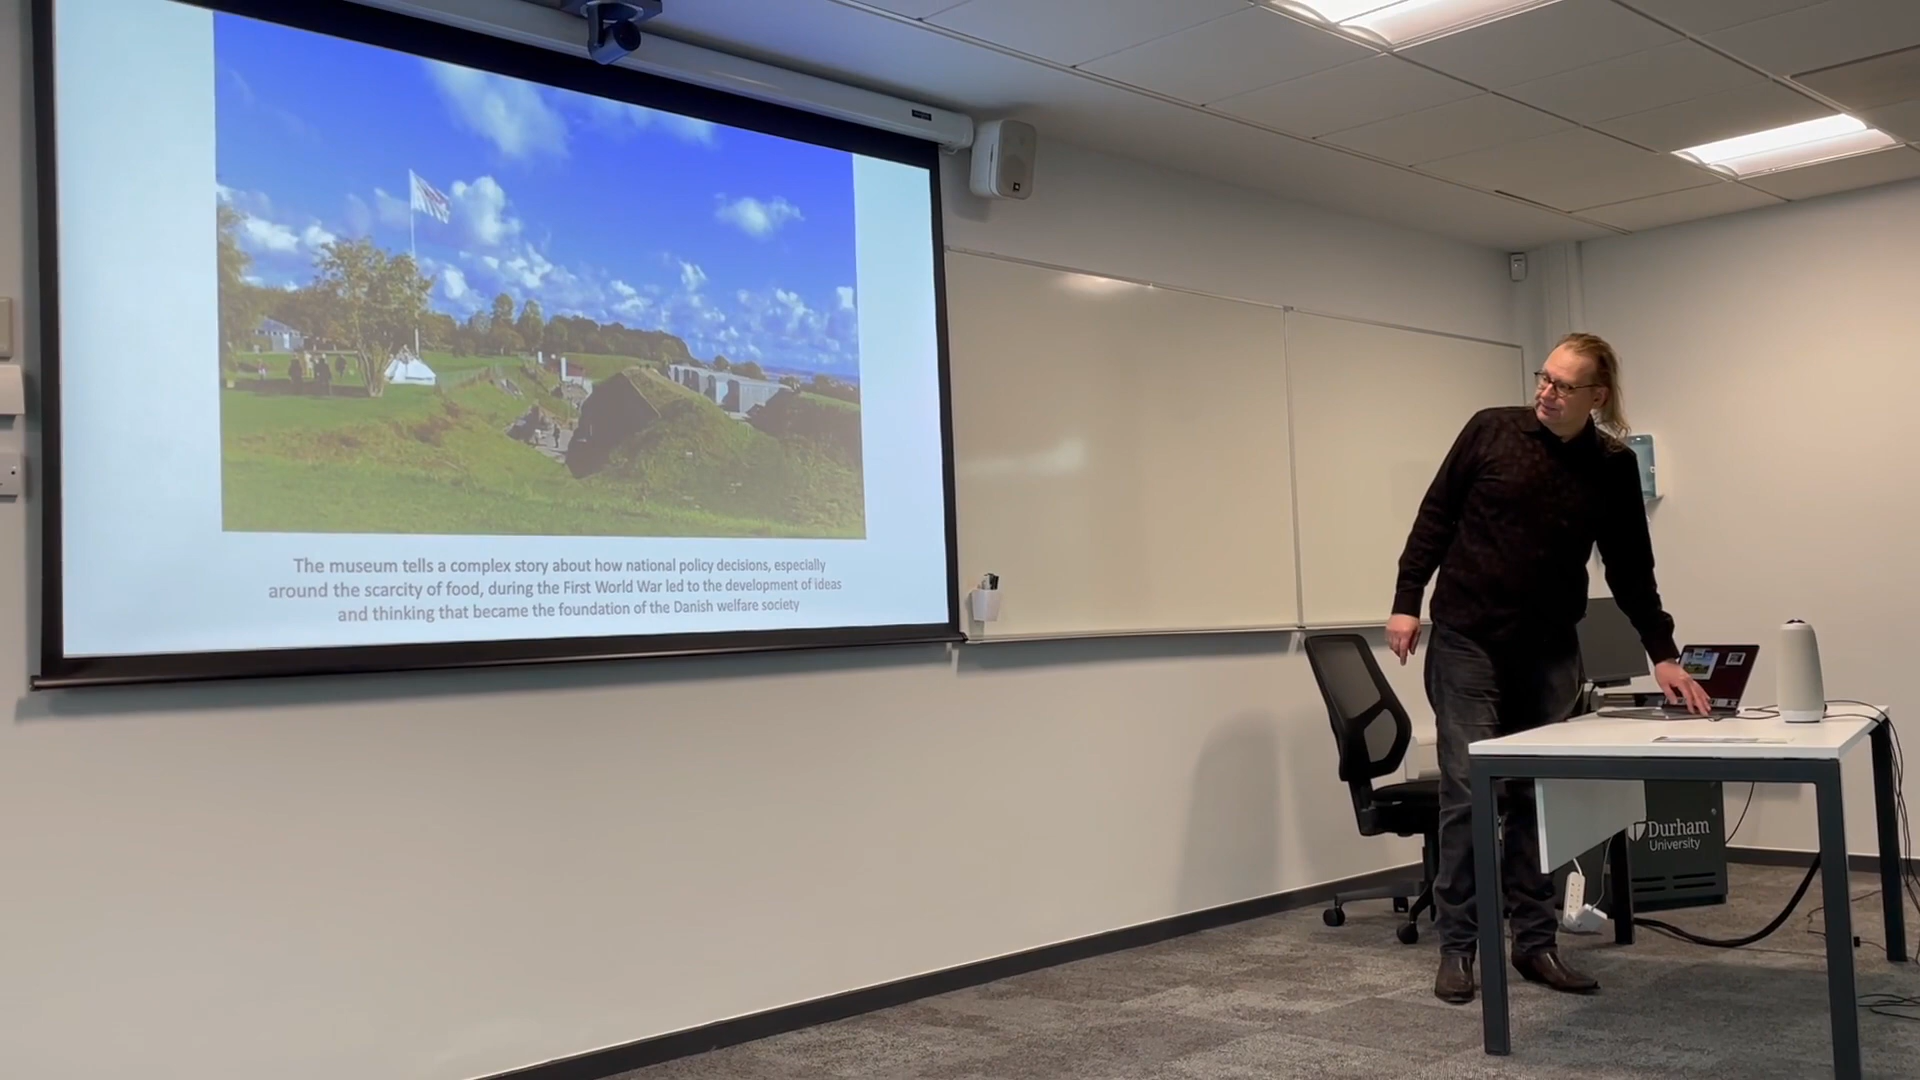 The museum tells a complex story about how national policy decisions, especially
around the scarcity of food, during the First World War led to the development of ideas
and thinking that became the foundation of the Danish welfare society
Durham
University